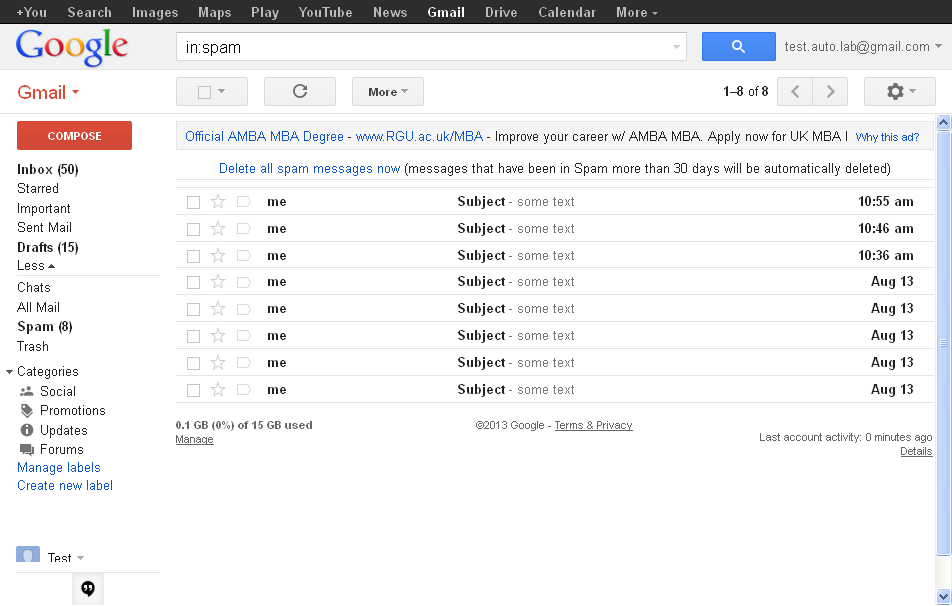 +You Search Images Maps Play YouTube News Gmail Drive Calendar More
Google in:spam test.auto.lab@gmail.com
Gmail More 1–8 of 8
COMPOSE
Inbox (50)
Starred
Important
Sent Mail
Drafts (15)
Less
Chats
All Mail
Spam (8)
Trash
Categories
Social
Promotions
Updates
Forums
Manage labels
Create new label
Test
Official AMBA MBA Degree - www.RGU.ac.uk/MBA - Improve your career w/ AMBA MBA. Apply now for UK MBA Why this ad?
Delete all spam messages now (messages that have been in Spam more than 30 days will be automatically deleted)
me Subject - some text 10:55 am
me Subject - some text 10:46 am
me Subject - some text 10:36 am
me Subject - some text Aug 13
me Subject - some text Aug 13
me Subject - some text Aug 13
me Subject - some text Aug 13
me Subject - some text Aug 13
0.1 GB (0%) of 15 GB used
Manage
©2013 Google - Terms & Privacy
Last account activity: 0 minutes ago
Details